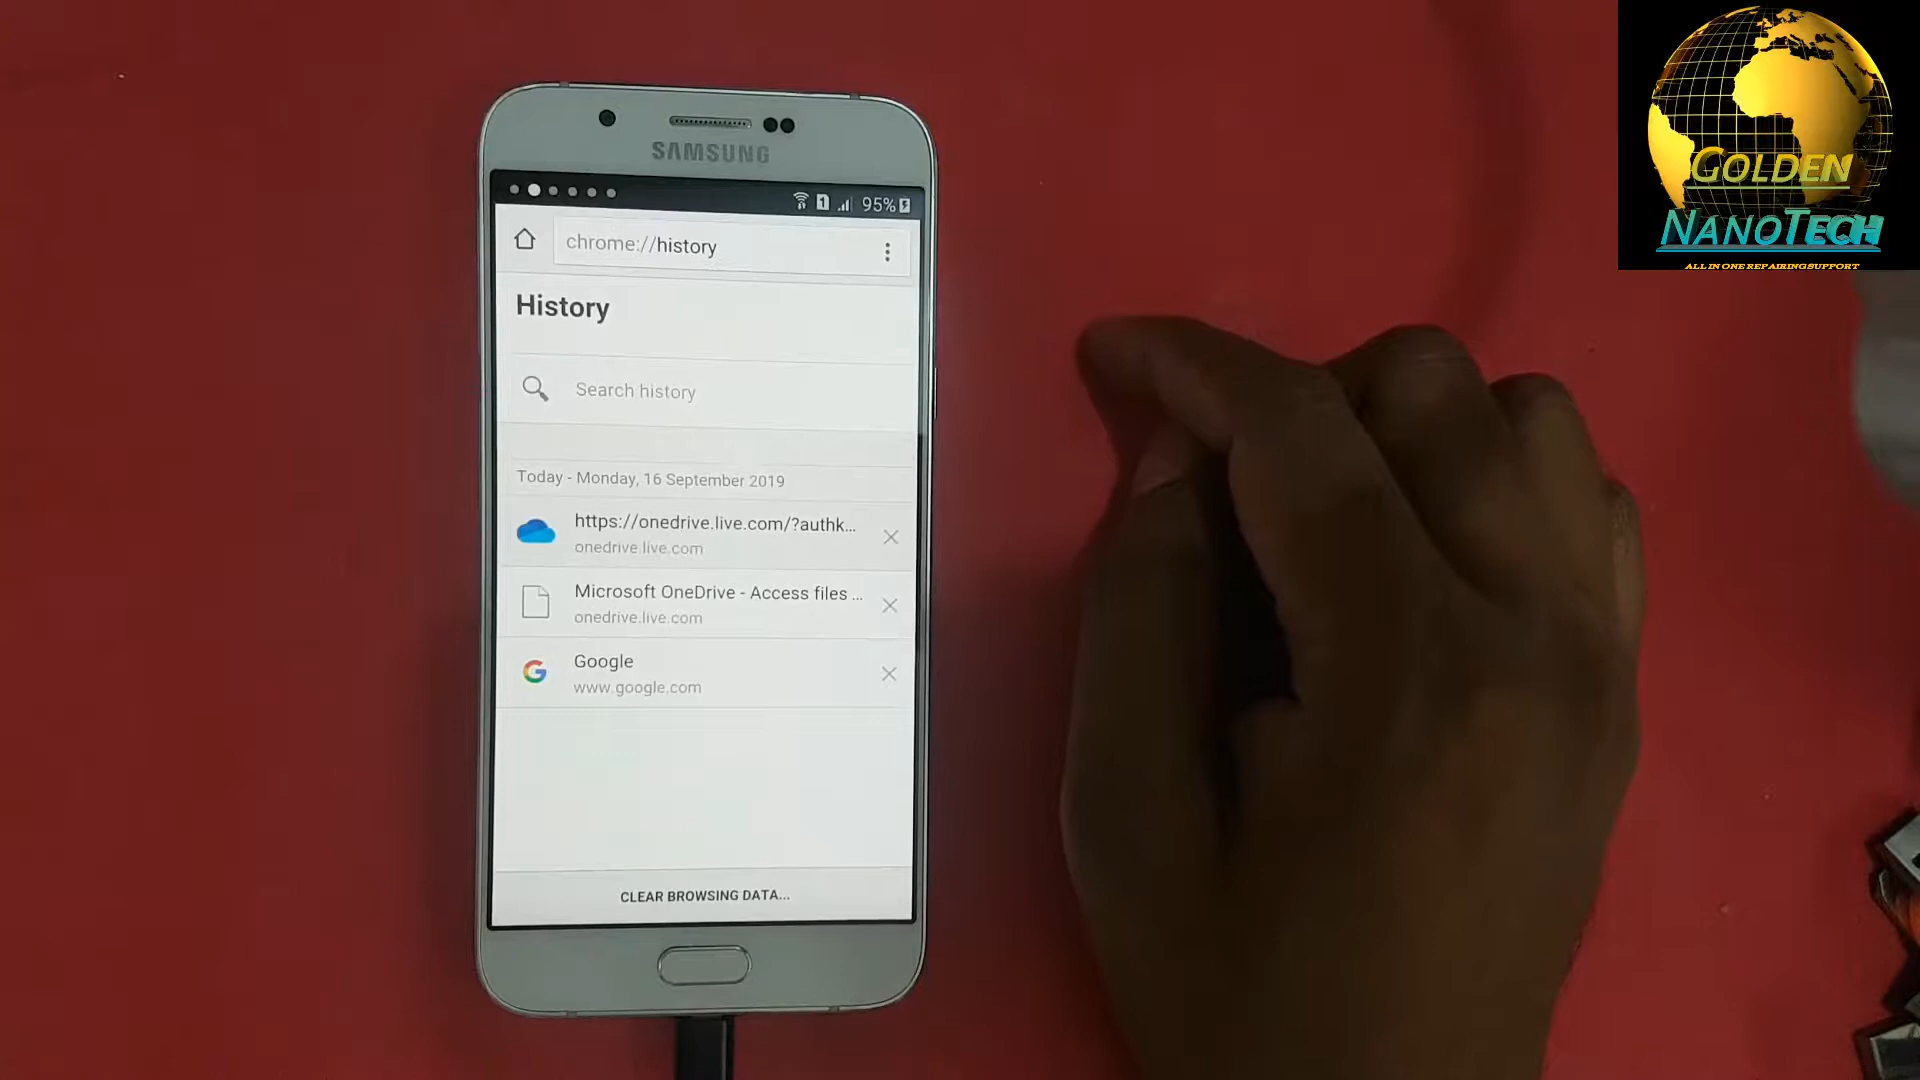 GOLDEN
NANOTECH
ALL IN ONE REPAIRING SUPPORT
SAMSUNG
1
95%
chrome://history
History
Search history
Today - Monday, 16 September 2019
https://onedrive.live.com/?authk...
onedrive.live.com
Microsoft OneDrive - Access files ...
onedrive.live.com
Google
www.google.com
CLEAR BROWSING DATA...